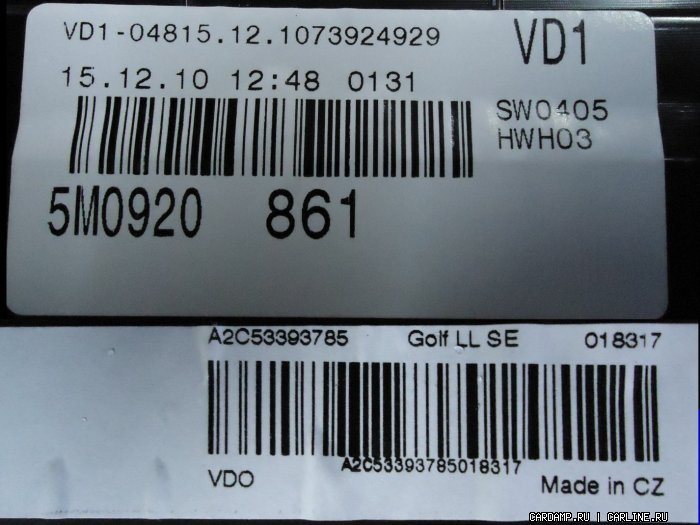 VD1-04815.12.1073924929
VD1
15.12.10 12:48 0131
SW0405
HWH03
5M0920 861
A2C53393785 Golf LL SE 018317
A2C53393785018317
VDO Made in CZ
CARDAMP.RU | CARLINE.RU